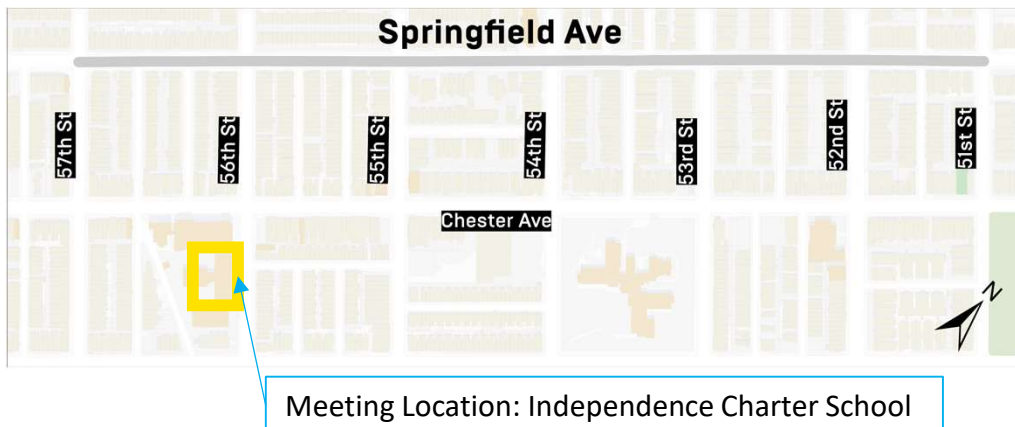 Springfield Ave
57th St
56th St
55th St
54th St
53rd St
52nd St
51st St
Chester Ave
N
Meeting Location: Independence Charter School